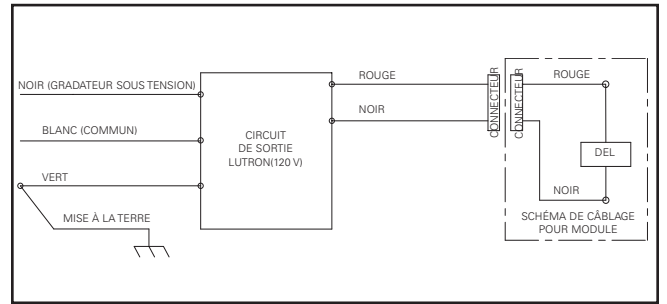 NOIR (GRADATEUR SOUS TENSION)
BLANC (COMMUN)
VERT
MISE À LA TERRE
CIRCUIT
DE SORTIE
LUTRON(120 V)
ROUGE
NOIR
CONNECTEUR
CONNECTEUR
ROUGE
DEL
NOIR
SCHÉMA DE CÂBLAGE
POUR MODULE